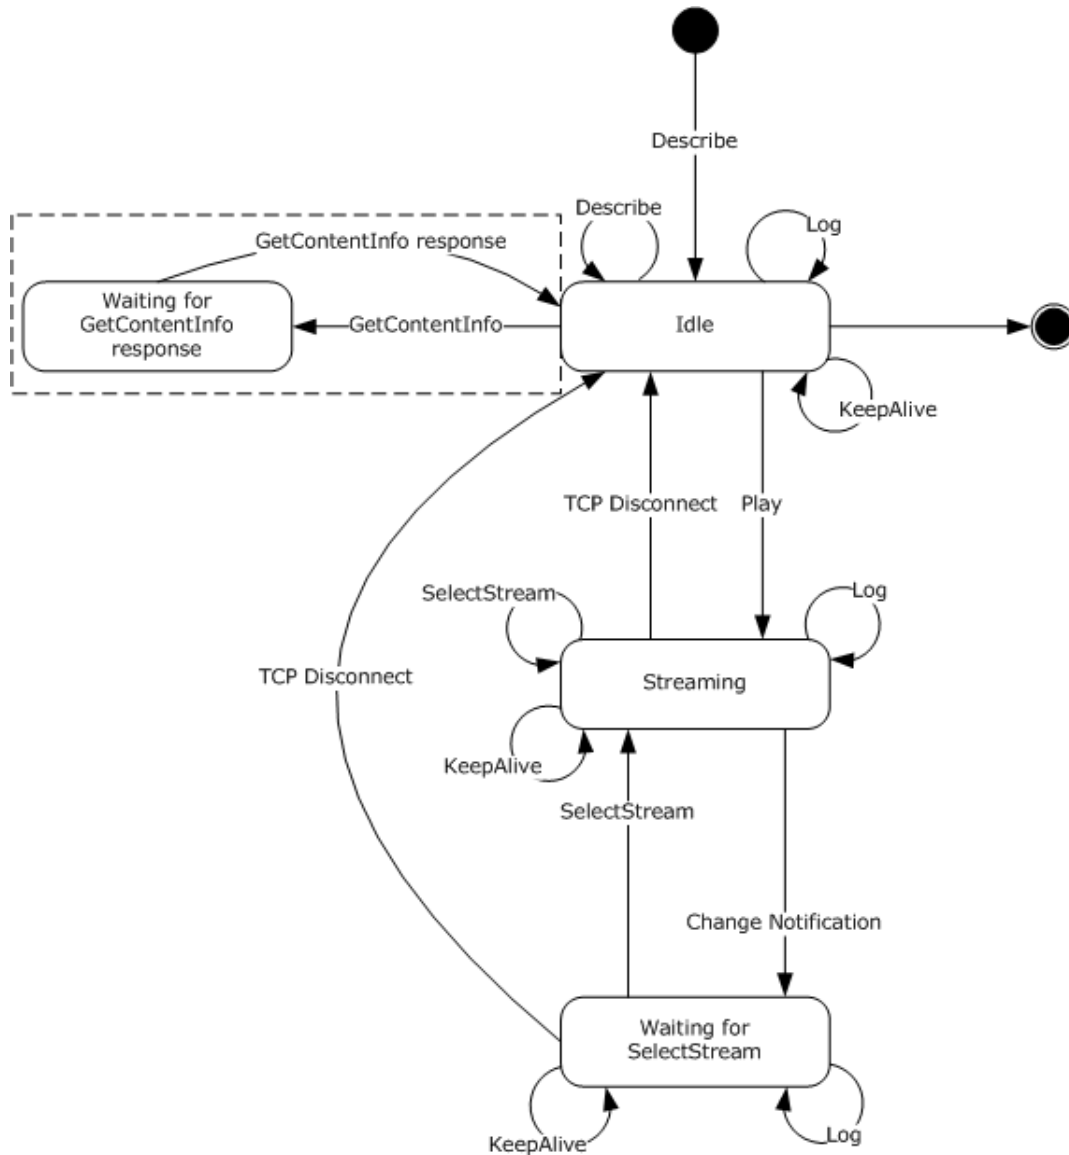 Describe
Describe
Log
GetContentInfo response
Waiting for
GetContentInfo
response
GetContentInfo
Idle
KeepAlive
TCP Disconnect
Play
SelectStream
Log
TCP Disconnect
Streaming
KeepAlive
SelectStream
Change Notification
Waiting for
SelectStream
KeepAlive
Log